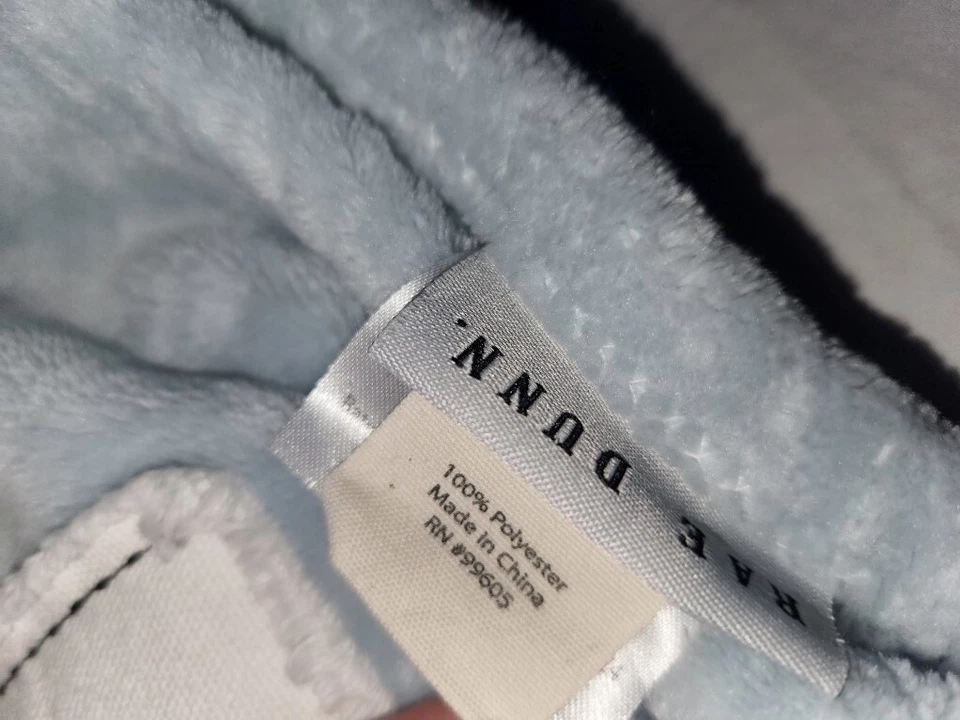 RAE DUNN.
100% Polyester
Made in China
RN #99605